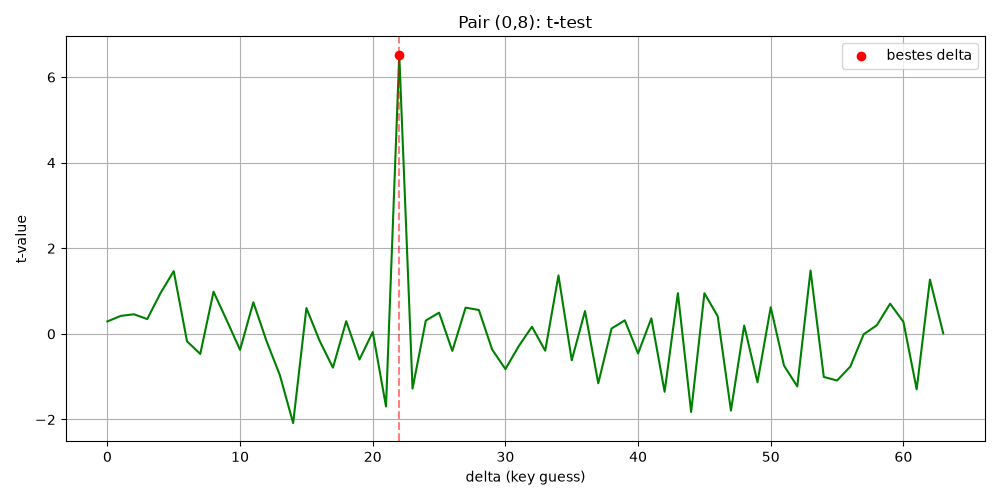 Pair (0,8): t-test
bestes delta
t-value
6
4
2
0
−2
0 10 20 30 40 50 60
delta (key guess)